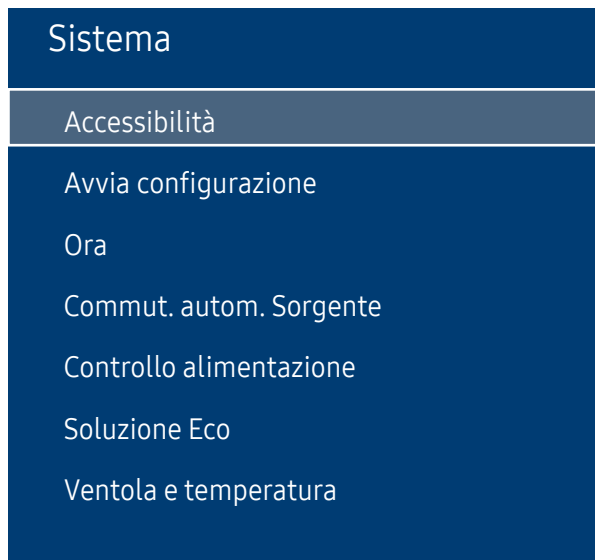 Sistema
Accessibilità
Avvia configurazione
Ora
Commut. autom. Sorgente
Controllo alimentazione
Soluzione Eco
Ventola e temperatura